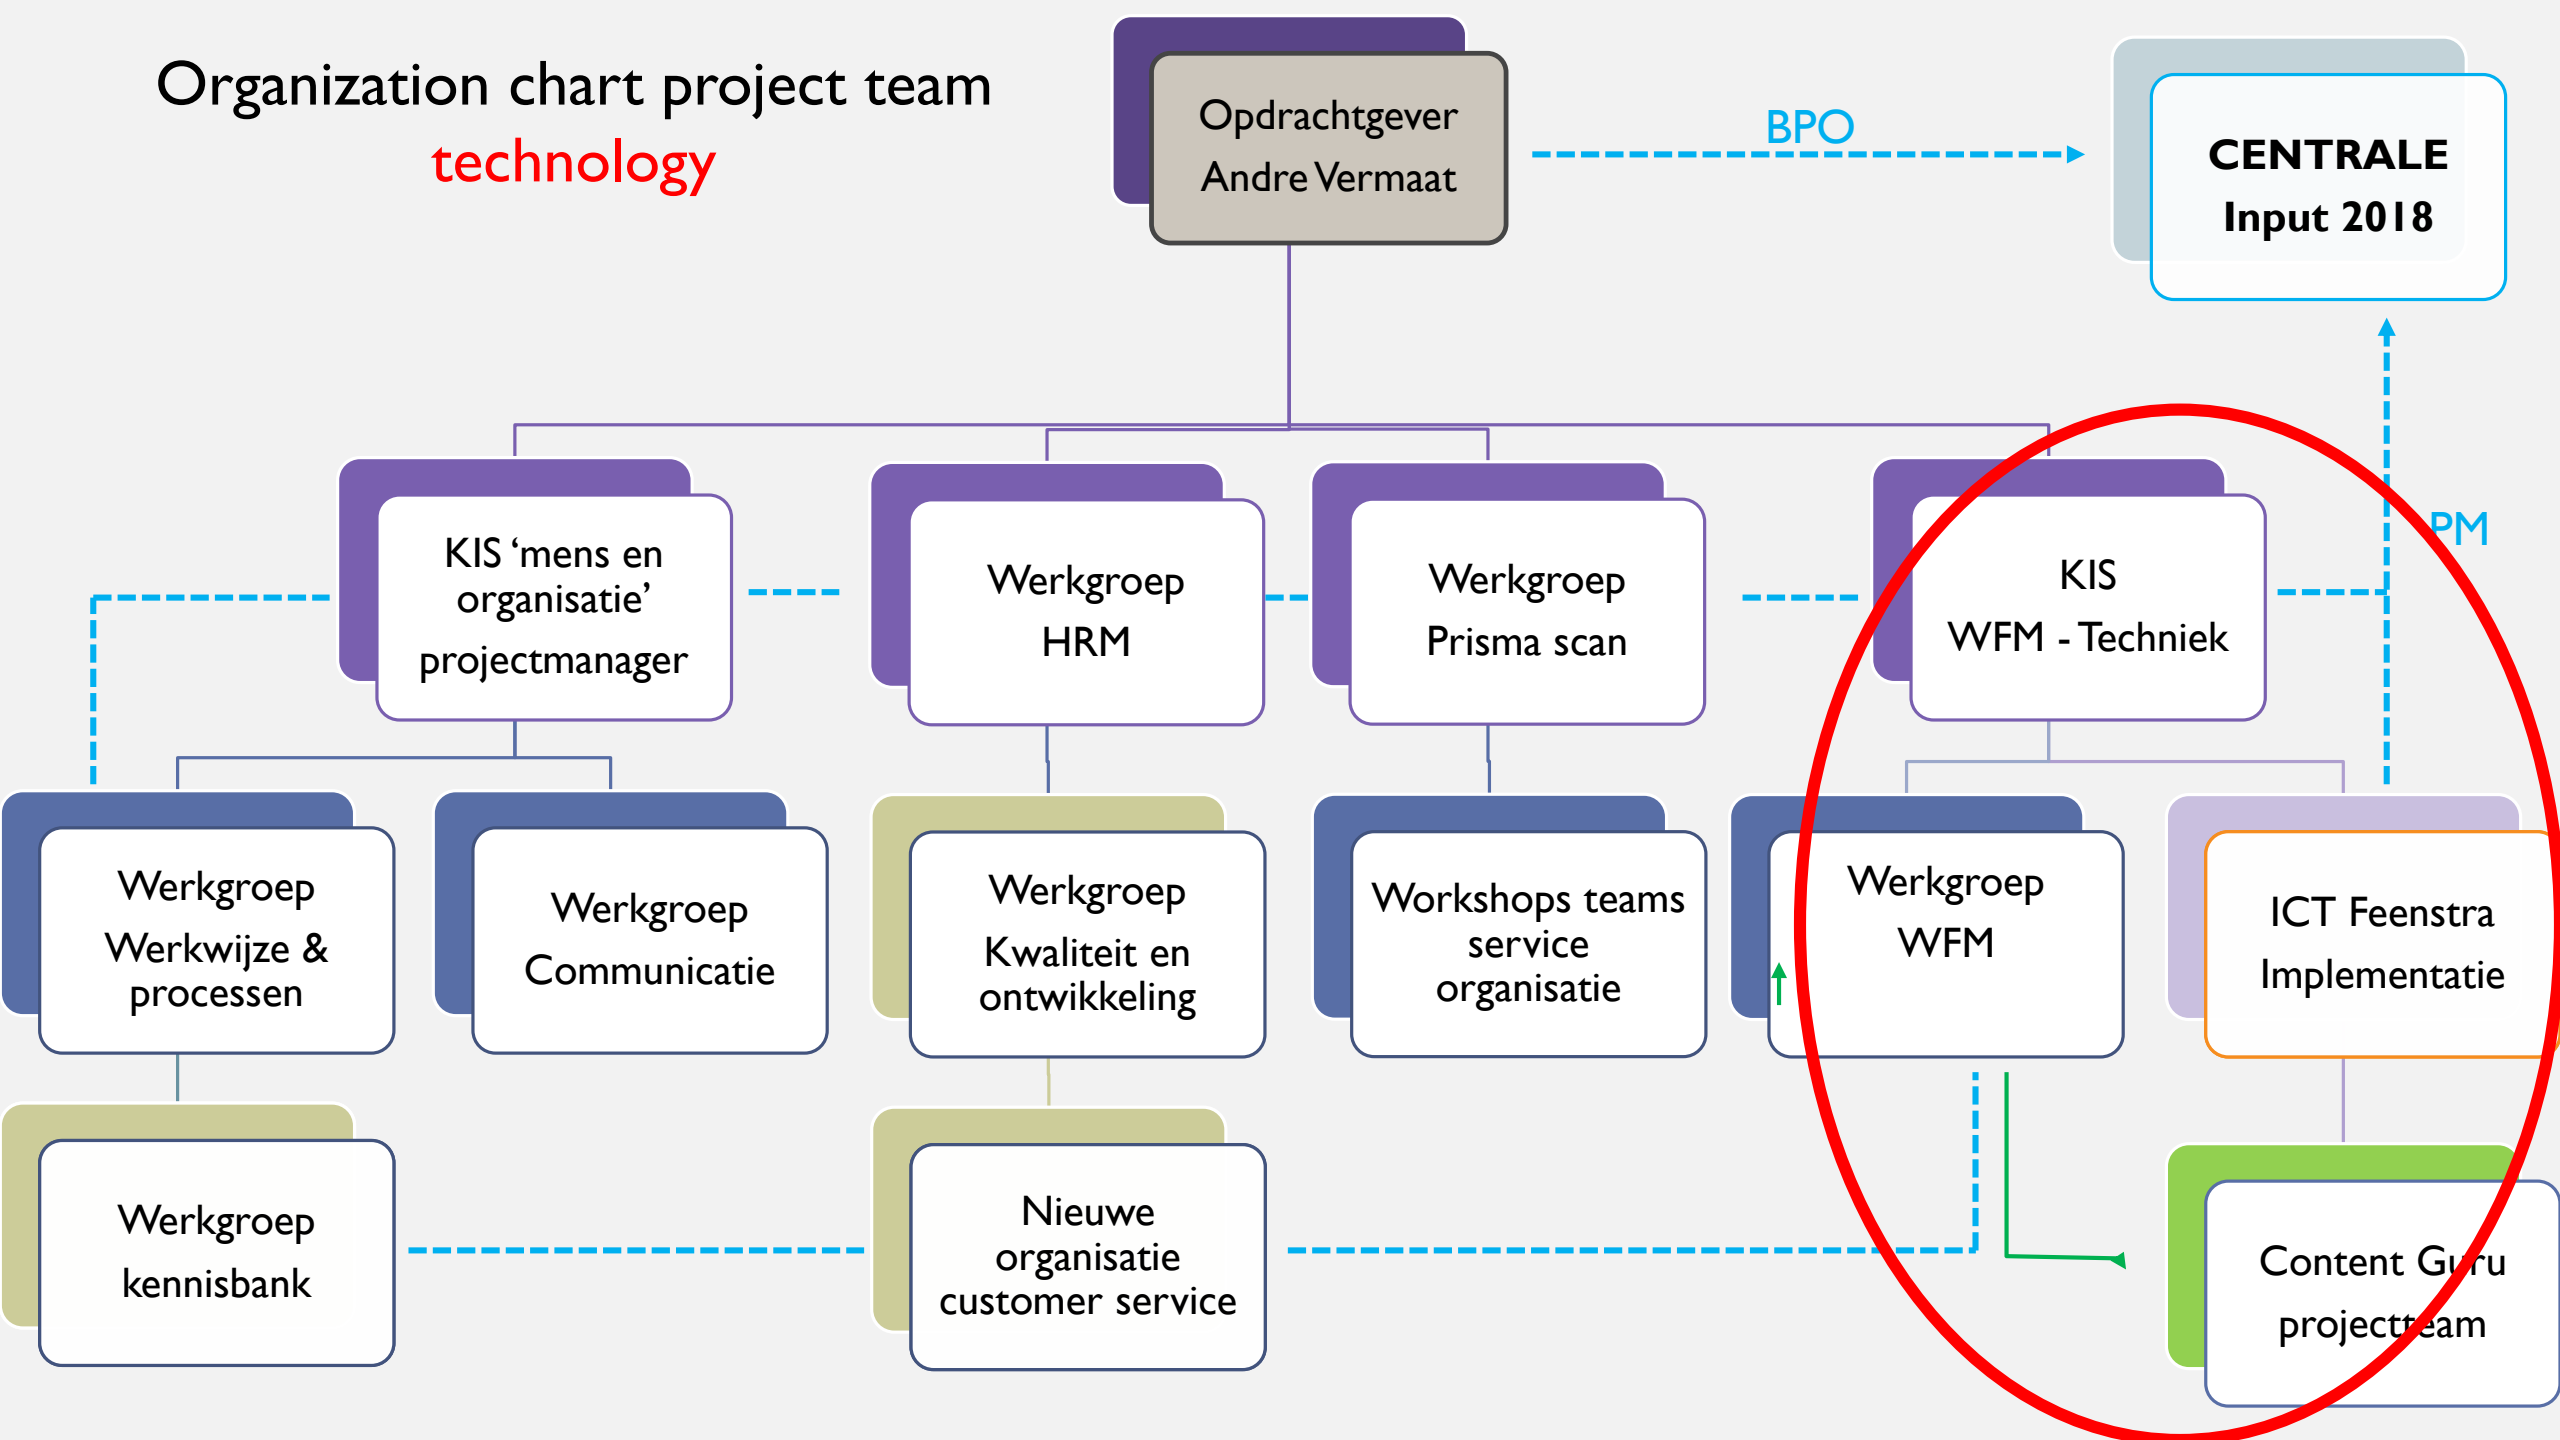 Organization chart project team
technology
Opdrachtgever
Andre Vermaat
BPO
CENTRALE
Input 2018
KIS ‘mens en
organisatie’
projectmanager
Werkgroep
HRM
Werkgroep
Prisma scan
KIS
WFM - Techniek
PM
Werkgroep
Werkwijze &
processen
Werkgroep
Communicatie
Werkgroep
Kwaliteit en
ontwikkeling
Workshops teams
service
organisatie
Werkgroep
WFM
ICT Feenstra
Implementatie
Werkgroep
kennisbank
Nieuwe
organisatie
customer service
Content Guru
projectteam